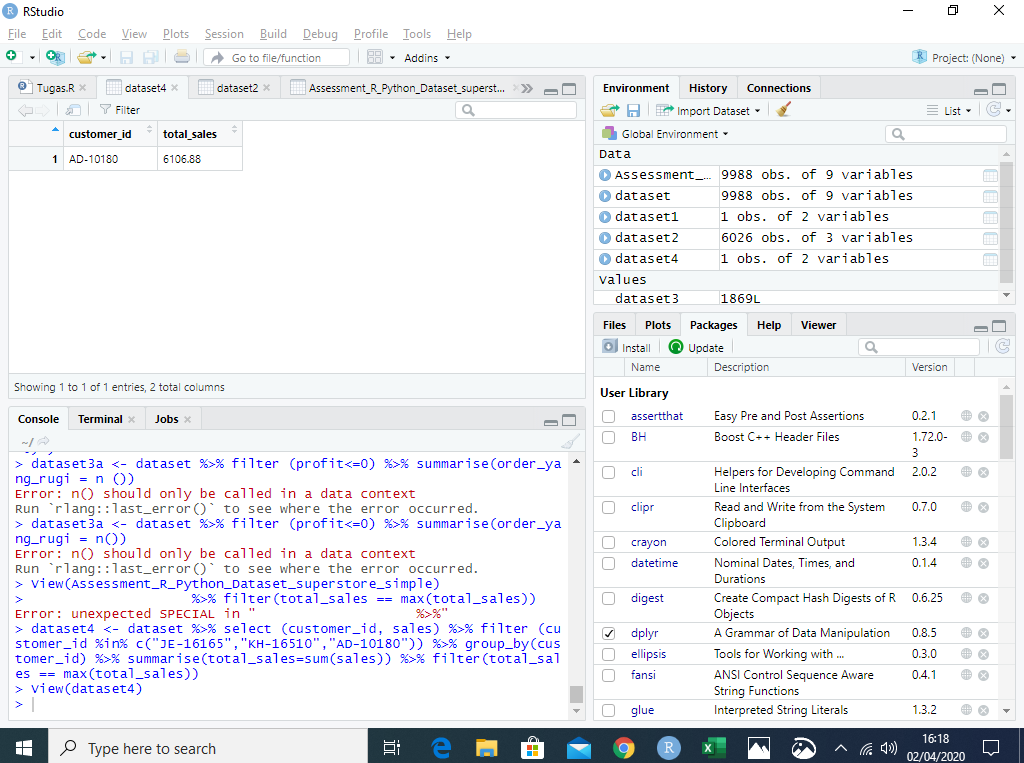 RStudio
File Edit Code View Plots Session Build Debug Profile Tools Help
Go to file/function Addins Project: (None)
Tugas.R dataset4 dataset2 Assessment_R_Python_Dataset_superst...
Filter
customer_id total_sales
1 AD-10180 6106.88
Showing 1 to 1 of 1 entries, 2 total columns
Console Terminal Jobs
~/
> dataset3a <- dataset %>% filter (profit<=0) %>% summarise(order_ya
ng_rugi = n ())
Error: n() should only be called in a data context
Run `rlang::last_error()` to see where the error occurred.
> dataset3a <- dataset %>% filter (profit<=0) %>% summarise(order_ya
ng_rugi = n())
Error: n() should only be called in a data context
Run `rlang::last_error()` to see where the error occurred.
> View(Assessment_R_Python_Dataset_superstore_simple)
> %>% filter(total_sales == max(total_sales))
Error: unexpected SPECIAL in " %>%"
> dataset4 <- dataset %>% select (customer_id, sales) %>% filter (cu
stomer_id %in% c("JE-16165","KH-16510","AD-10180")) %>% group_by(cus
tomer_id) %>% summarise(total_sales=sum(sales)) %>% filter(total_sal
es == max(total_sales))
> View(dataset4)
>
Environment History Connections
Import Dataset List
Global Environment
Data
Assessment_... 9988 obs. of 9 variables
dataset 9988 obs. of 9 variables
dataset1 1 obs. of 2 variables
dataset2 6026 obs. of 3 variables
dataset4 1 obs. of 2 variables
Values
dataset3 1869L
Files Plots Packages Help Viewer
Install Update
Name Description Version
User Library
assertthat Easy Pre and Post Assertions 0.2.1
BH Boost C++ Header Files 1.72.0-
3
cli Helpers for Developing Command 2.0.2
Line Interfaces
clipr Read and Write from the System 0.7.0
Clipboard
crayon Colored Terminal Output 1.3.4
datetime Nominal Dates, Times, and 0.1.4
Durations
digest Create Compact Hash Digests of R 0.6.25
Objects
dplyr A Grammar of Data Manipulation 0.8.5
ellipsis Tools for Working with ... 0.3.0
fansi ANSI Control Sequence Aware 0.4.1
String Functions
glue Interpreted String Literals 1.3.2
Type here to search
16:18
02/04/2020